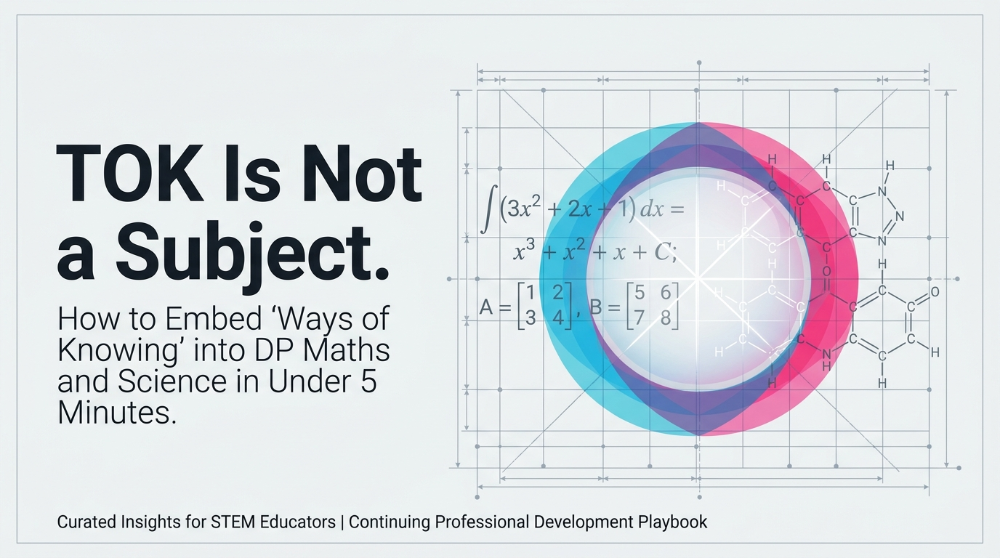 TOK Is Not
a Subject.
How to Embed ‘Ways of
Knowing’ into DP Maths
and Science in Under 5
Minutes.
∫(3x² + 2x + 1) dx =
x³ + x² + x + C;
A = [1 2
3 4], B = [5 6
7 8]
Curated Insights for STEM Educators | Continuing Professional Development Playbook